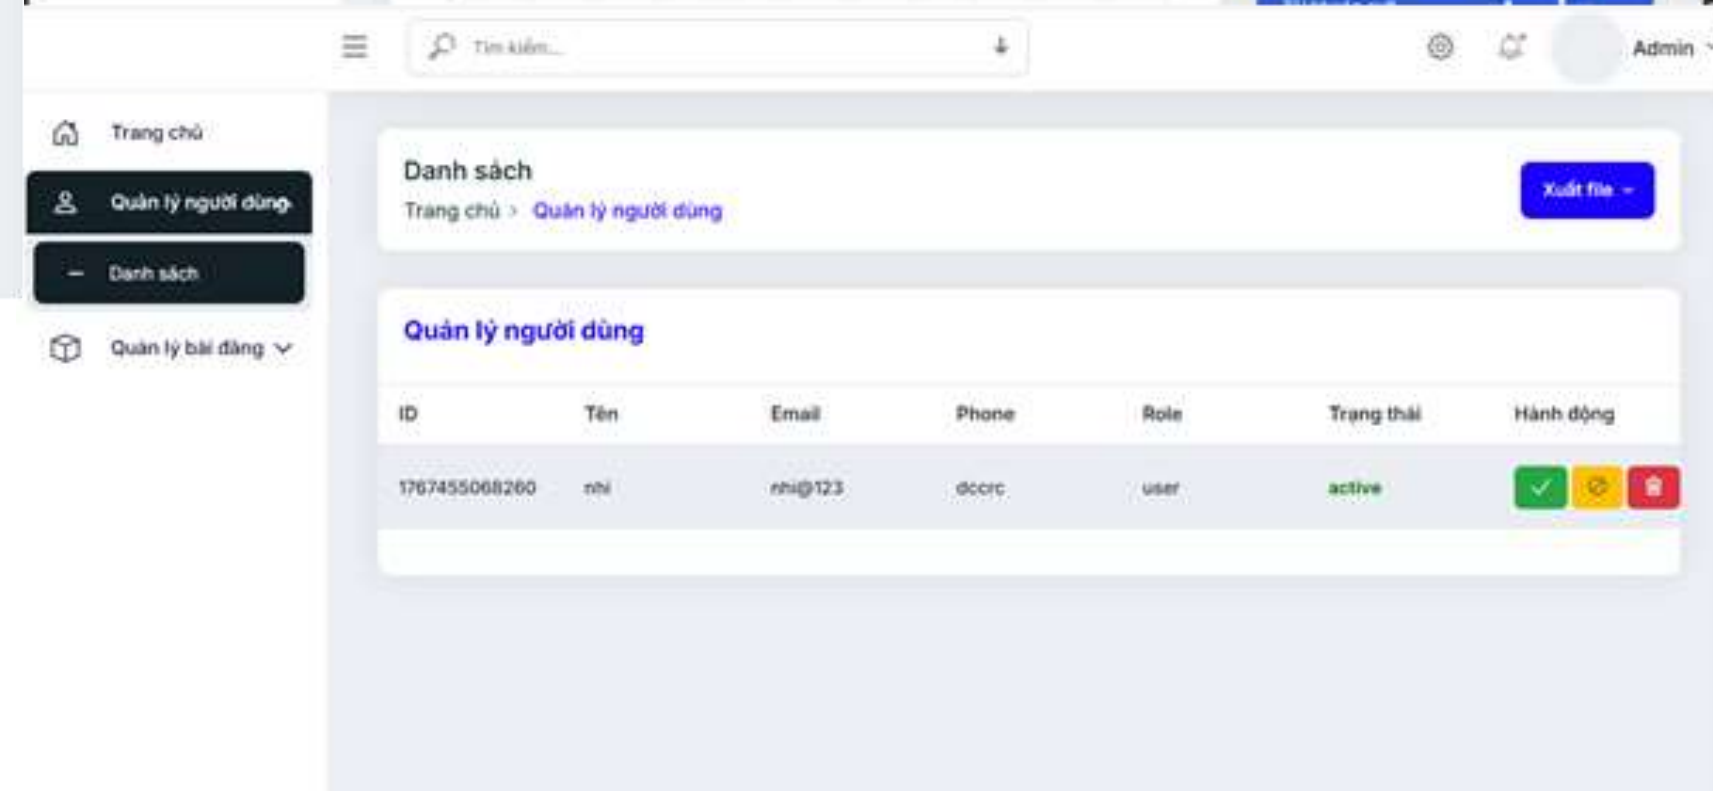 Tìm kiếm...
Admin
Trang chủ
Quản lý người dùng
Danh sách
Quản lý bài đăng
Danh sách
Trang chủ > Quản lý người dùng
Xuất file
Quản lý người dùng
ID Tên Email Phone Role Trạng thái Hành động
1767455068260 nhi nhi@123 dccrc user active